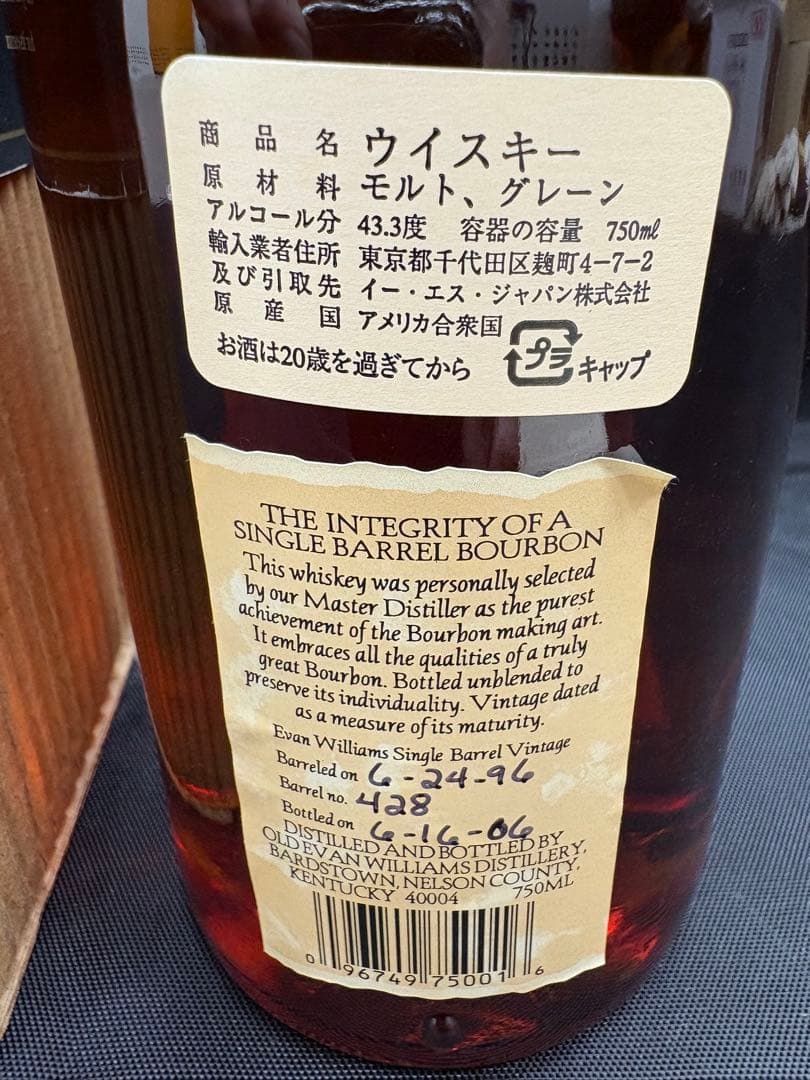 商品名 ウイスキー
原材料 モルト、グレーン
アルコール分 43.3度 容器の容量 750ml
輸入業者住所 東京都千代田区麹町4-7-2
及び引取先 イー・エス・ジャパン株式会社
原産国 アメリカ合衆国
お酒は20歳を過ぎてから プラ キャップ
THE INTEGRITY OF A
SINGLE BARREL BOURBON
This whiskey was personally selected
by our Master Distiller as the purest
achievement of the Bourbon making art.
It embraces all the qualities of a truly
great Bourbon. Bottled unblended to
preserve its individuality. Vintage dated
as a measure of its maturity.
Evan Williams Single Barrel Vintage
Barreled on 6-24-96
Barrel no. 428
Bottled on 6-16-06
DISTILLED AND BOTTLED BY
OLD EVAN WILLIAMS DISTILLERY,
BARDSTOWN, NELSON COUNTY,
KENTUCKY 40004 750ML
0 96749 75001 6